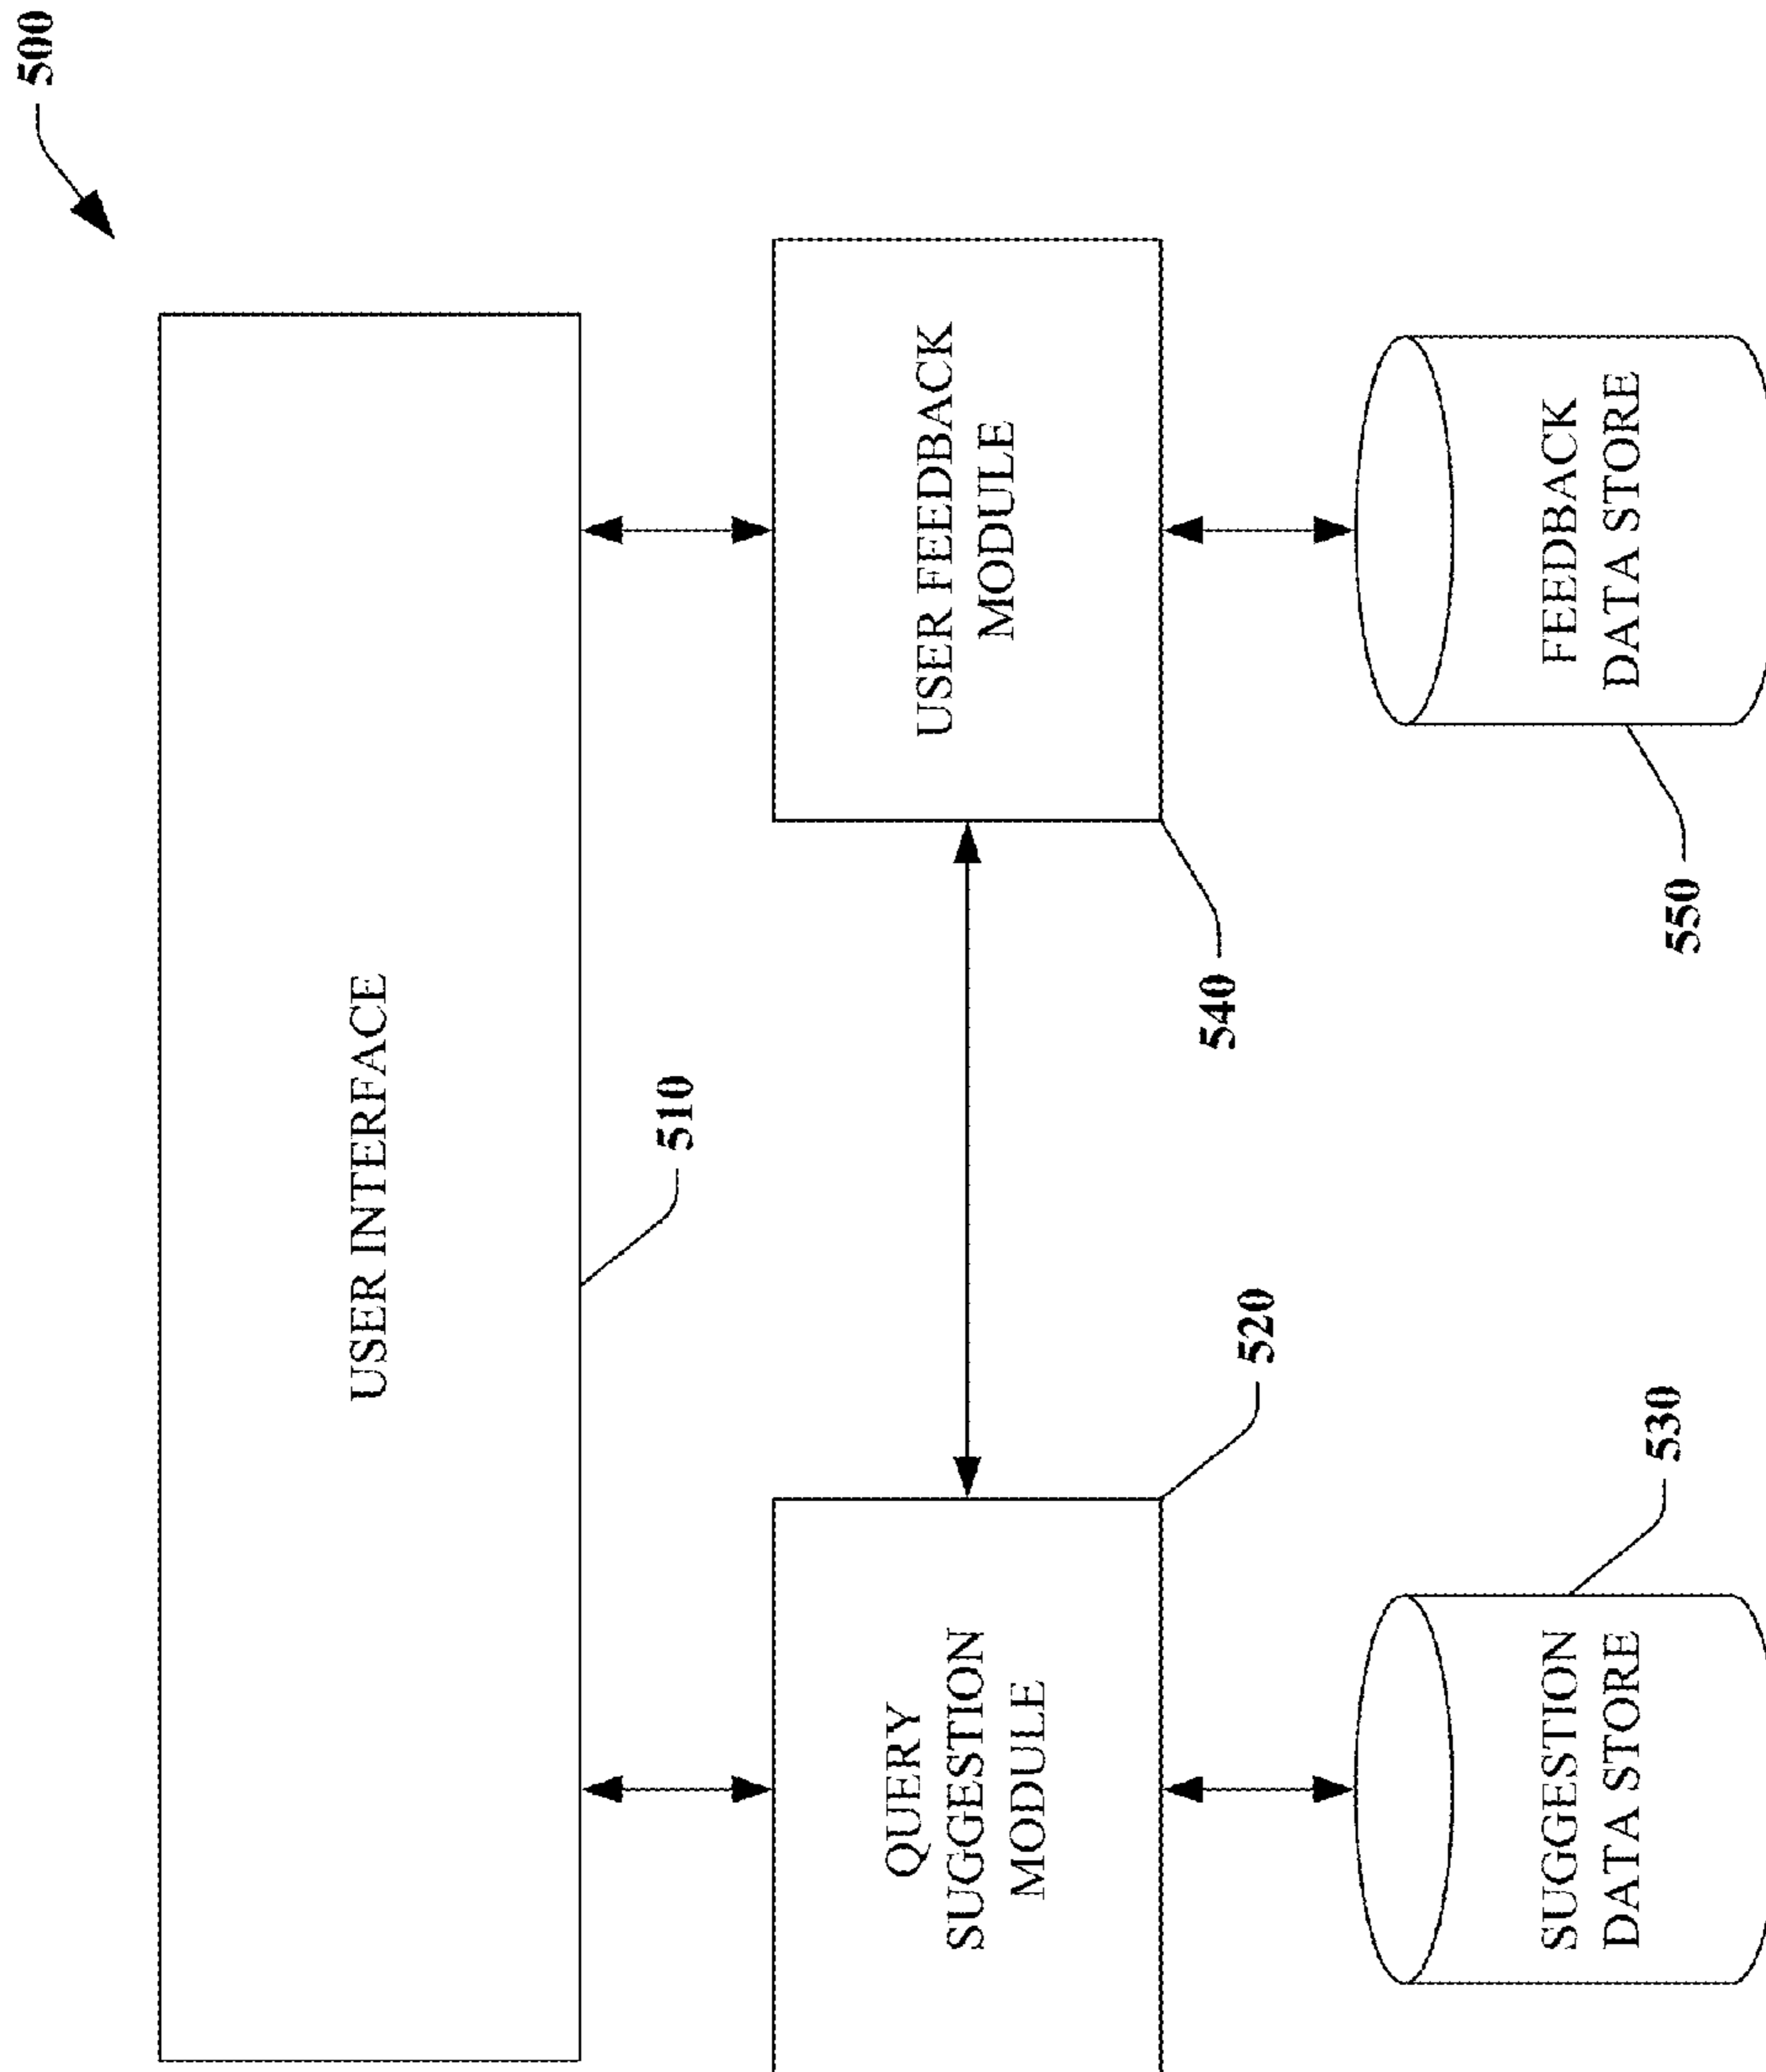 500
USER INTERFACE
510
QUERY
SUGGESTION
MODULE
520
USER FEEDBACK
MODULE
540
SUGGESTION
DATA STORE
530
FEEDBACK
DATA STORE
550